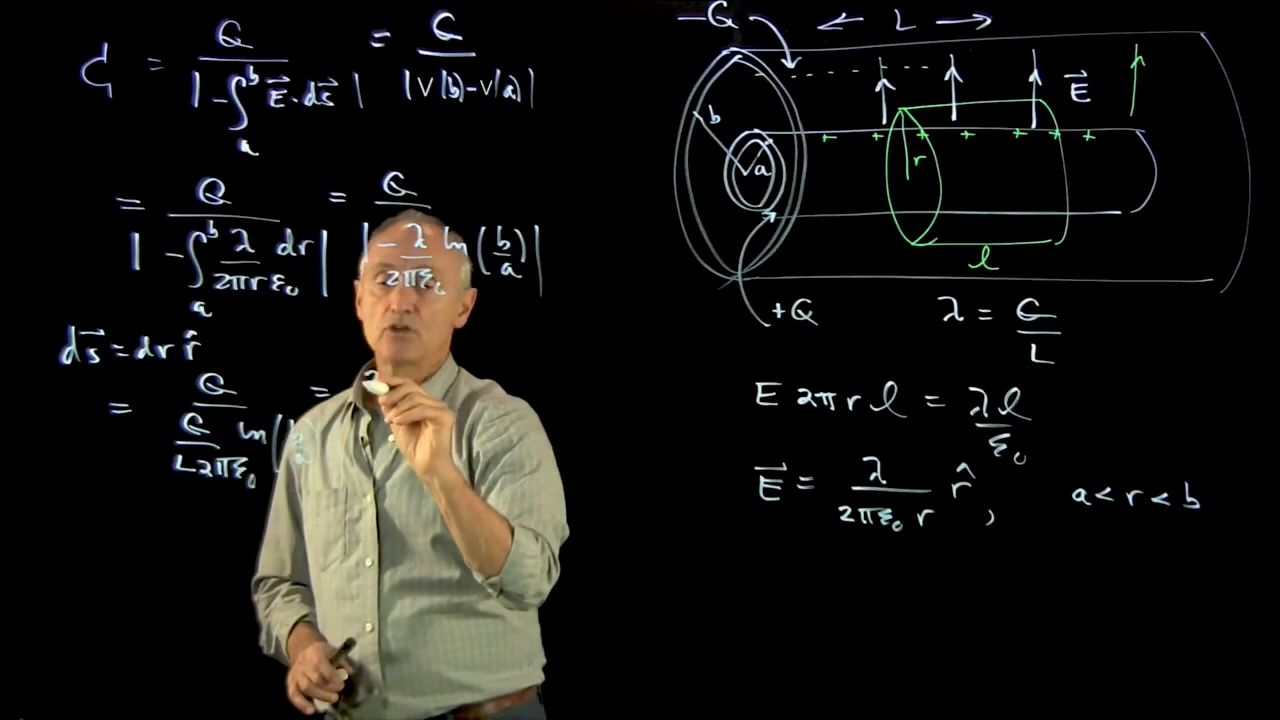 C = Q / |-∫ₐᵇ E⃗·ds⃗| = Q / |V(b)-V(a)|
= Q / |-∫ₐᵇ λ/(2πrε₀) dr| = Q / |-λ/(2πε₀) ln(b/a)|
ds⃗ = dr r̂
= Q / (Q/(L2πε₀) ln(b/a)) =
-Q ← L →
b
a
+ + + + + + +
r
E⃗
l
+Q
λ = Q/L
E 2πrl = λl/ε₀
E⃗ = λ/(2πε₀r) r̂, a<r<b